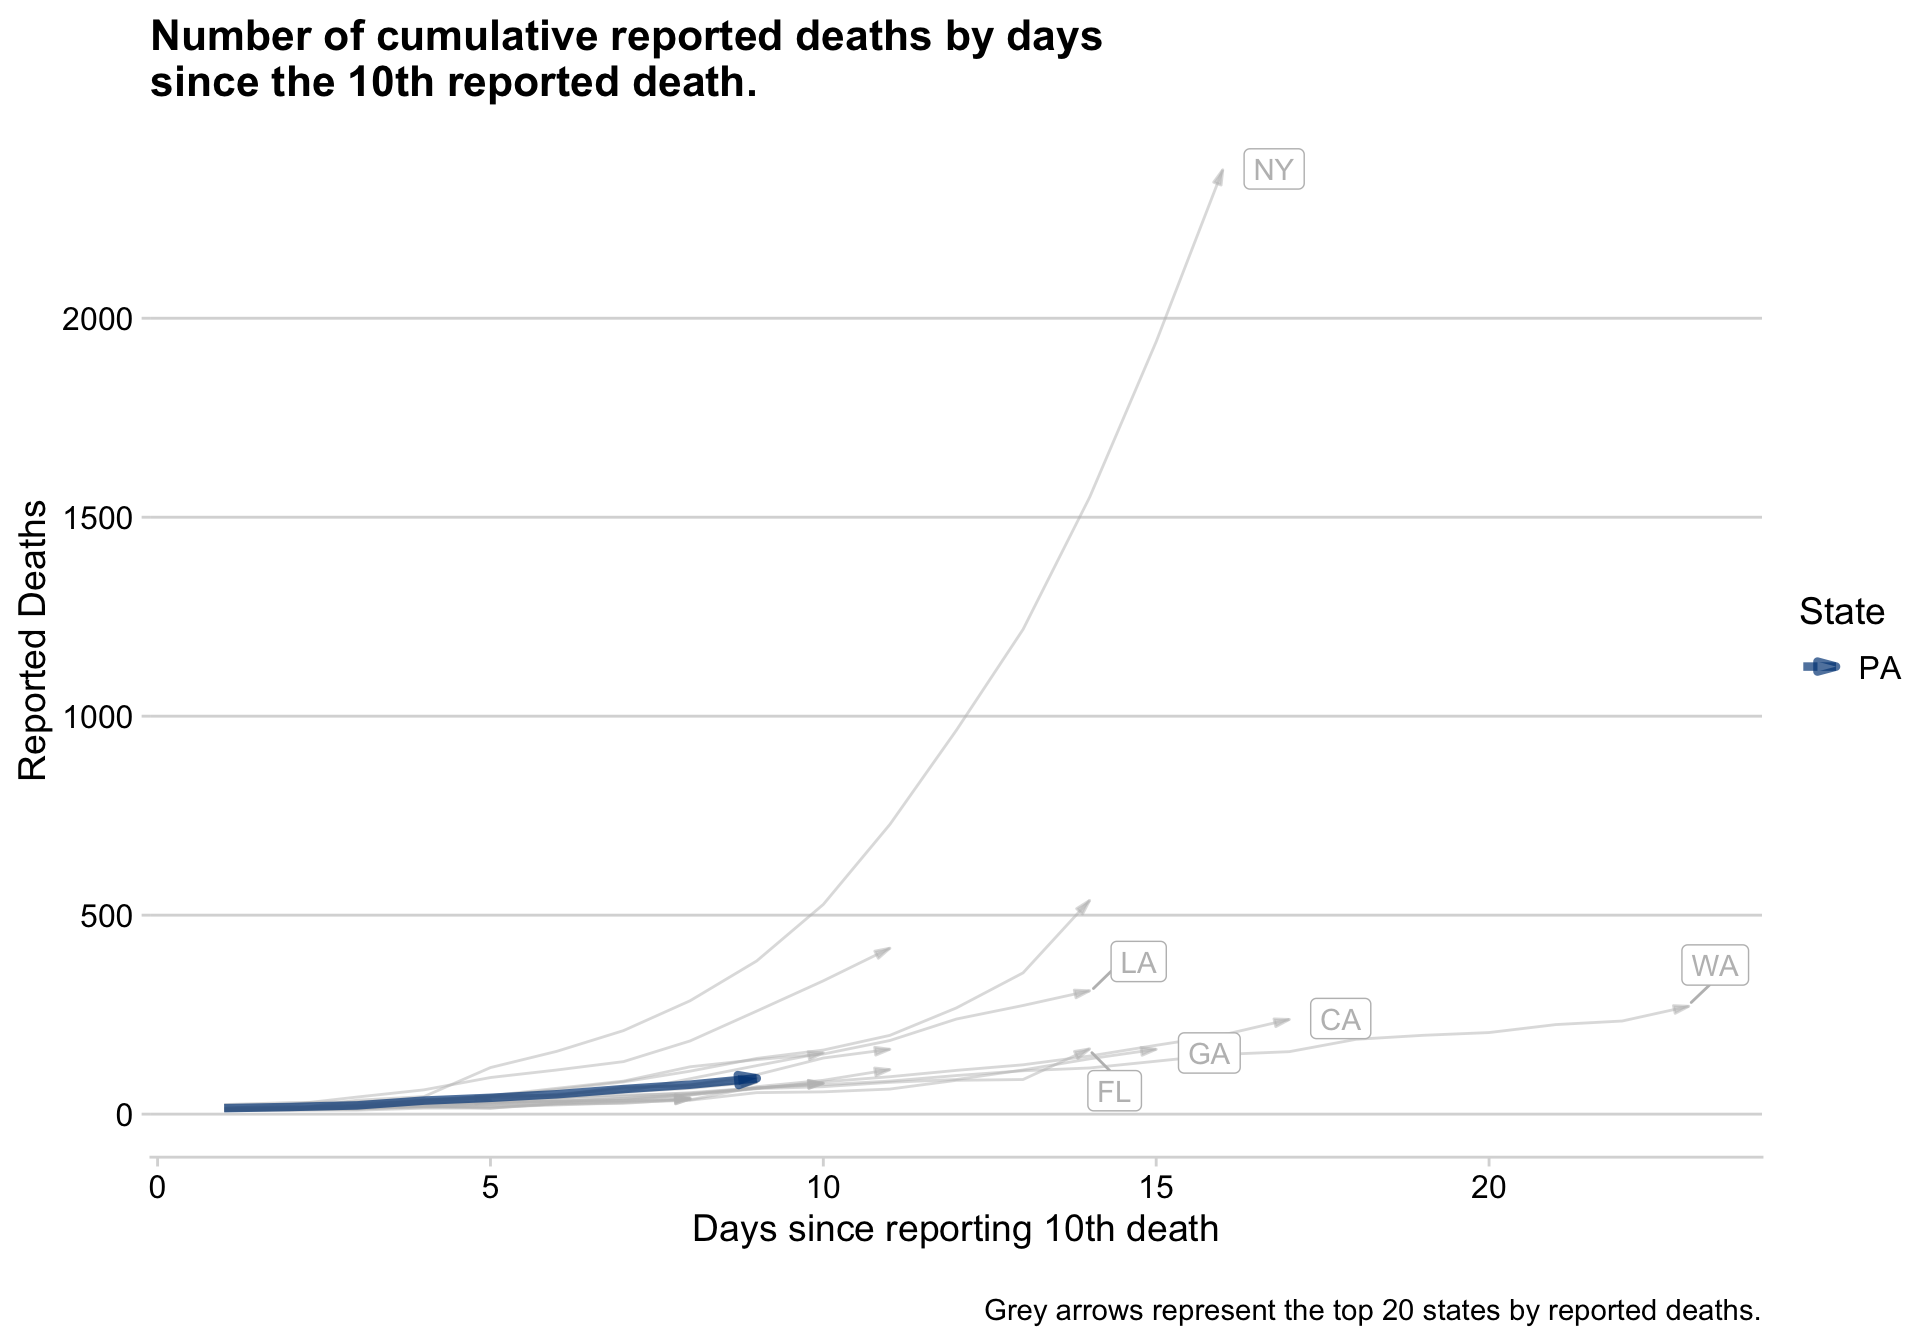 Number of cumulative reported deaths by days
since the 10th reported death.
NY
2000
1500
Reported Deaths
State
PA
1000
500
LA
WA
CA
GA
FL
0
0 5 10 15 20
Days since reporting 10th death
Grey arrows represent the top 20 states by reported deaths.